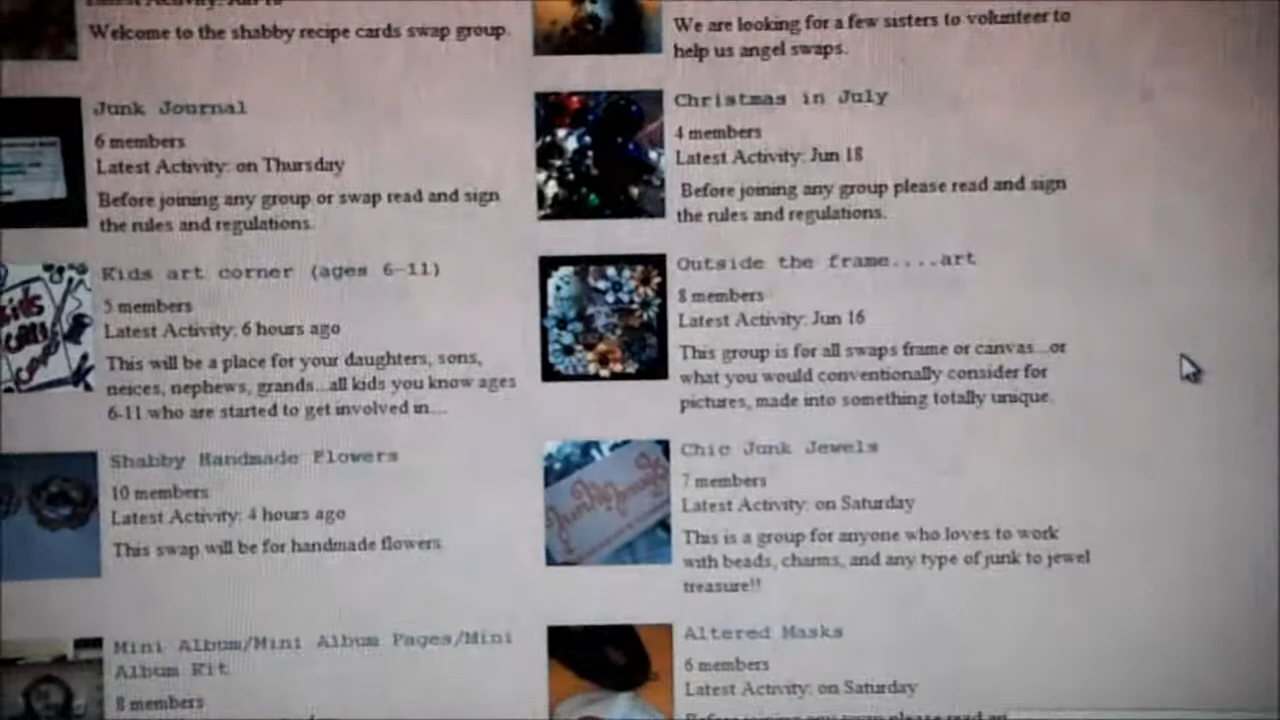 Welcome to the shabby recipe cards swap group.
Junk Journal
6 members
Latest Activity: on Thursday
Before joining any group or swap read and sign
the rules and regulations.
Kids art corner (ages 6-11)
5 members
Latest Activity: 6 hours ago
This will be a place for your daughters, sons,
neices, nephews, grands...all kids you know ages
6-11 who are started to get involved in....
Shabby Handmade Flowers
10 members
Latest Activity: 4 hours ago
This swap will be for handmade flowers
Mini Album/Mini Album Pages/Mini
Album Kit
8 members
We are looking for a few sisters to volunteer to
help us angel swaps.
Christmas in July
4 members
Latest Activity: Jun 18
Before joining any group please read and sign
the rules and regulations.
Outside the frame....art
8 members
Latest Activity: Jun 16
This group is for all swaps frame or canvas...or
what you would conventionally consider for
pictures, made into something totally unique.
Chic Junk Jewels
7 members
Latest Activity: on Saturday
This is a group for anyone who loves to work
with beads, charms, and any type of junk to jewel
treasure!!
Altered Masks
6 members
Latest Activity: on Saturday